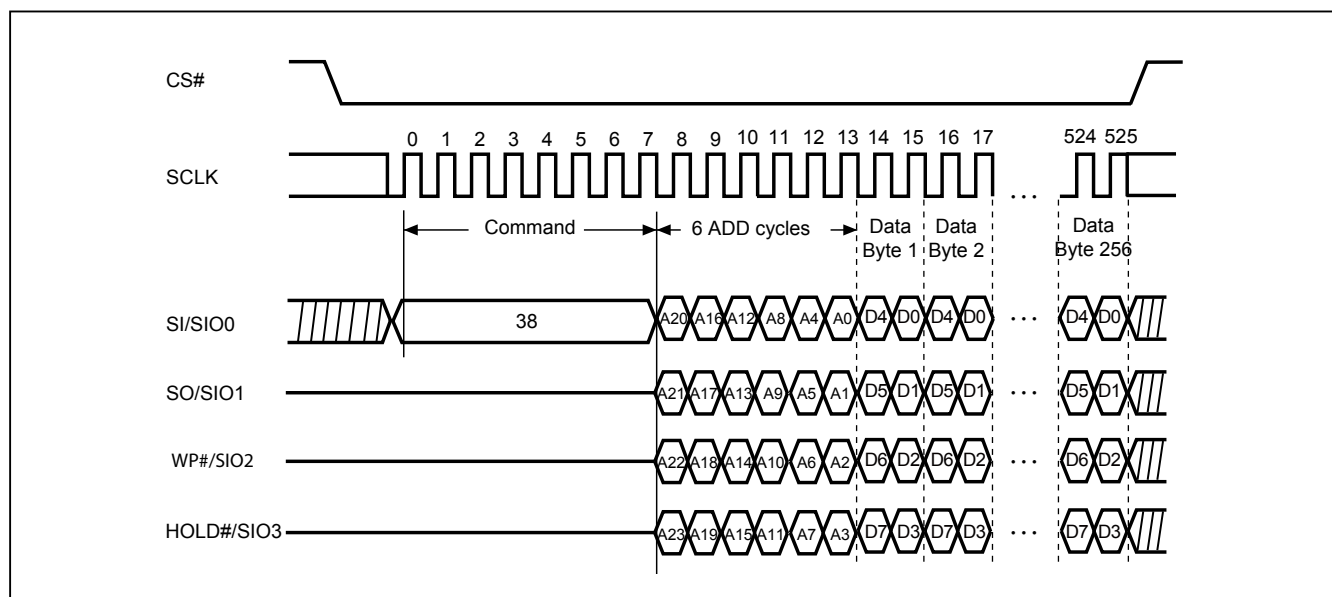 CS#
0 1 2 3 4 5 6 7 8 9 10 11 12 13 14 15 16 17 524 525
SCLK
...
Command 6 ADD cycles Data Byte 1 Data Byte 2 Data Byte 256
SI/SIO0 38 A20 A16 A12 A8 A4 A0 D4 D0 D4 D0 ... D4 D0
SO/SIO1 A21 A17 A13 A9 A5 A1 D5 D1 D5 D1 ... D5 D1
WP#/SIO2 A22 A18 A14 A10 A6 A2 D6 D2 D6 D2 ... D6 D2
HOLD#/SIO3 A23 A19 A15 A11 A7 A3 D7 D3 D7 D3 ... D7 D3